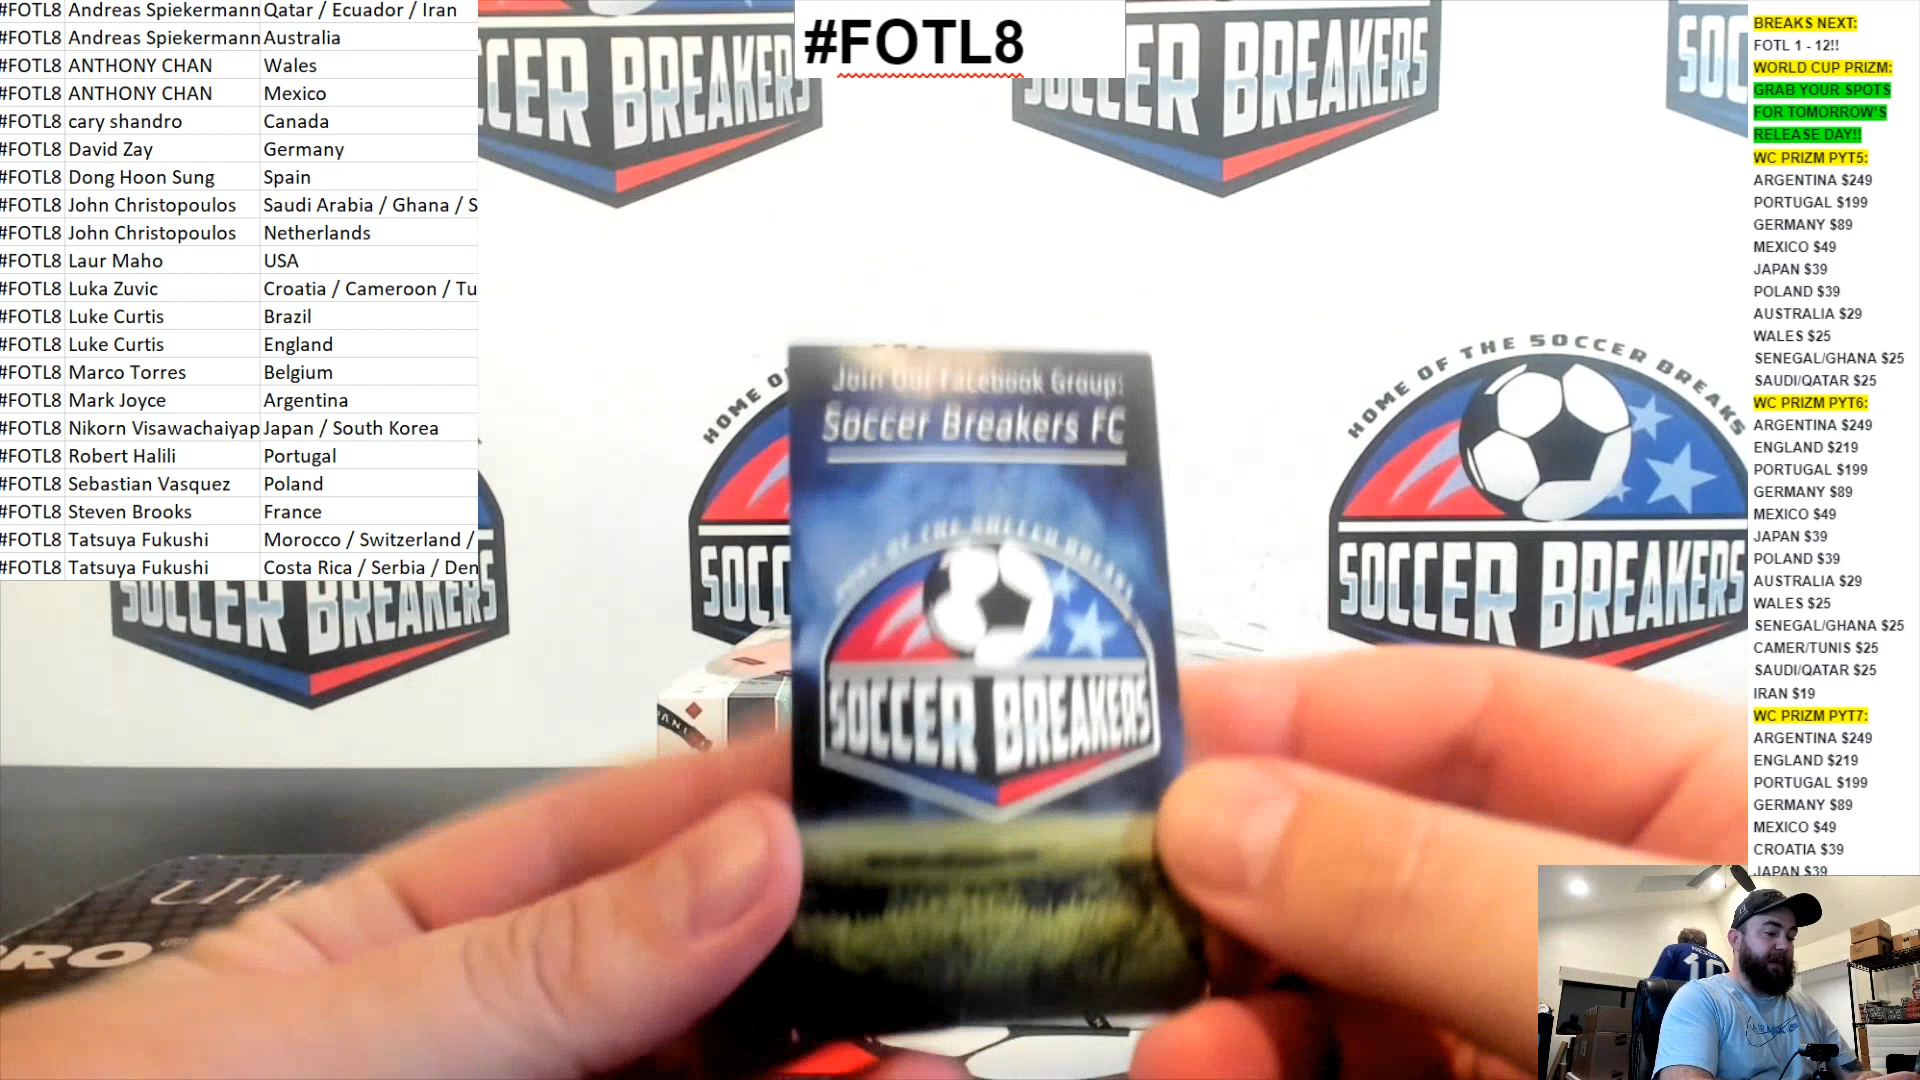 #FOTL8 Andreas Spiekermann Qatar / Ecuador / Iran
#FOTL8 Andreas Spiekermann Australia
#FOTL8 ANTHONY CHAN Wales
#FOTL8 ANTHONY CHAN Mexico
#FOTL8 cary shandro Canada
#FOTL8 David Zay Germany
#FOTL8 Dong Hoon Sung Spain
#FOTL8 John Christopoulos Saudi Arabia / Ghana / S
#FOTL8 John Christopoulos Netherlands
#FOTL8 Laur Maho USA
#FOTL8 Luka Zuvic Croatia / Cameroon / Tu
#FOTL8 Luke Curtis Brazil
#FOTL8 Luke Curtis England
#FOTL8 Marco Torres Belgium
#FOTL8 Mark Joyce Argentina
#FOTL8 Nikorn Visawachaiyap Japan / South Korea
#FOTL8 Robert Halili Portugal
#FOTL8 Sebastian Vasquez Poland
#FOTL8 Steven Brooks France
#FOTL8 Tatsuya Fukushi Morocco / Switzerland /
#FOTL8 Tatsuya Fukushi Costa Rica / Serbia / Den
#FOTL8
CER BREAKERS
SOCCER BREAKERS
SOC
HOME O
HOME OF THE SOCCER BREAKS
SOCCER BREAKERS
SOCC
SOCCER BREAKERS
Join Our Facebook Group:
Soccer Breakers FC
HOME OF THE SOCCER BREAKS
SOCCER BREAKERS
BREAKS NEXT:
FOTL 1 - 12!!
WORLD CUP PRIZM:
GRAB YOUR SPOTS
FOR TOMORROW'S
RELEASE DAY!!
WC PRIZM PYT5:
ARGENTINA $249
PORTUGAL $199
GERMANY $89
MEXICO $49
JAPAN $39
POLAND $39
AUSTRALIA $29
WALES $25
SENEGAL/GHANA $25
SAUDI/QATAR $25
WC PRIZM PYT6:
ARGENTINA $249
ENGLAND $219
PORTUGAL $199
GERMANY $89
MEXICO $49
JAPAN $39
POLAND $39
AUSTRALIA $29
WALES $25
SENEGAL/GHANA $25
CAMER/TUNIS $25
SAUDI/QATAR $25
IRAN $19
WC PRIZM PYT7:
ARGENTINA $249
ENGLAND $219
PORTUGAL $199
GERMANY $89
MEXICO $49
CROATIA $39
JAPAN $39